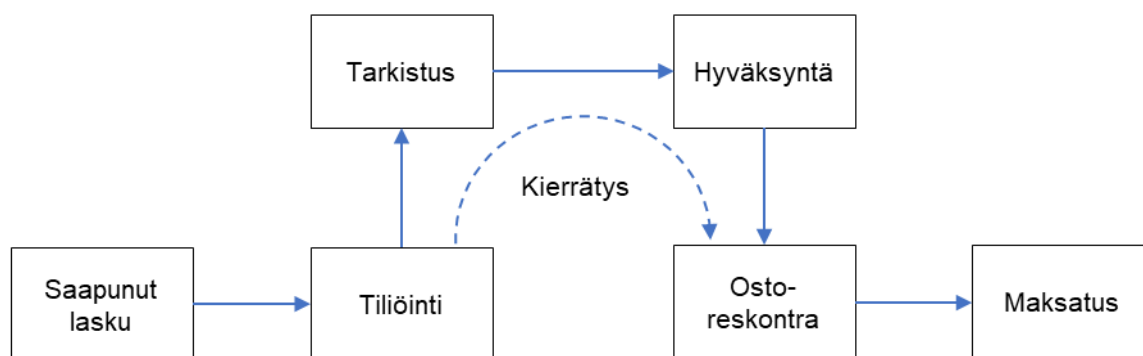 Tarkistus
Hyväksyntä
Kierrätys
Saapunut
lasku
Tiliöinti
Osto-
reskontra
Maksatus